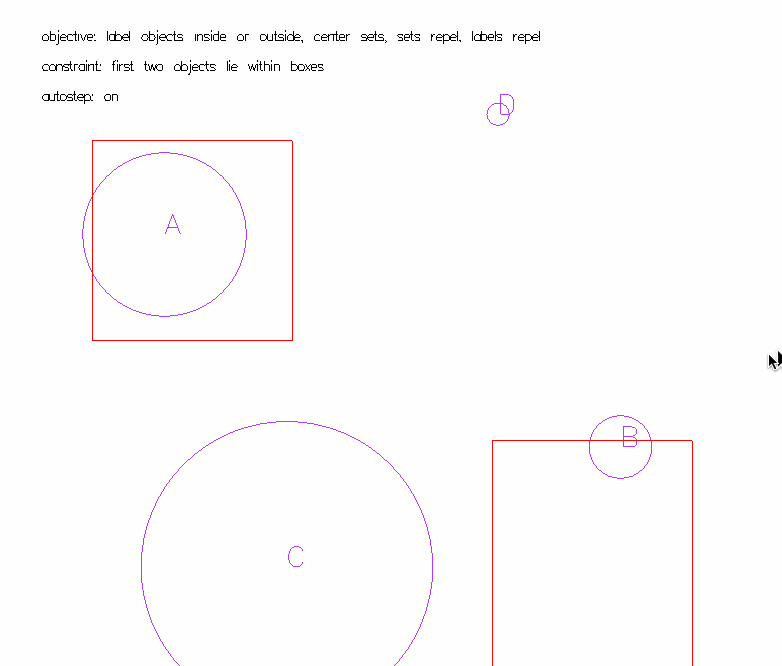 objective: label objects inside or outside, center sets, sets repel, labels repel
constraint: first two objects lie within boxes
autostep: on
D
A
B
C